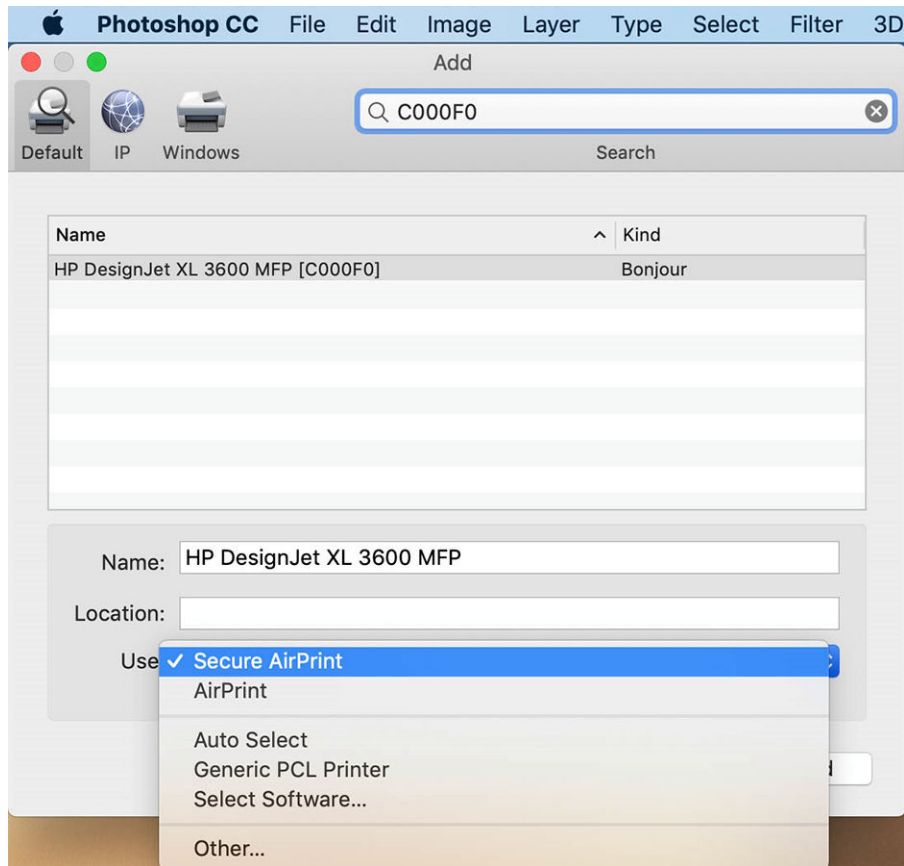 Photoshop CC File Edit Image Layer Type Select Filter 3D
Add
C000F0
Default IP Windows Search
Name Kind
HP DesignJet XL 3600 MFP [C000F0] Bonjour
Name: HP DesignJet XL 3600 MFP
Location:
Use ✓ Secure AirPrint
AirPrint
Auto Select
Generic PCL Printer
Select Software...
Other...